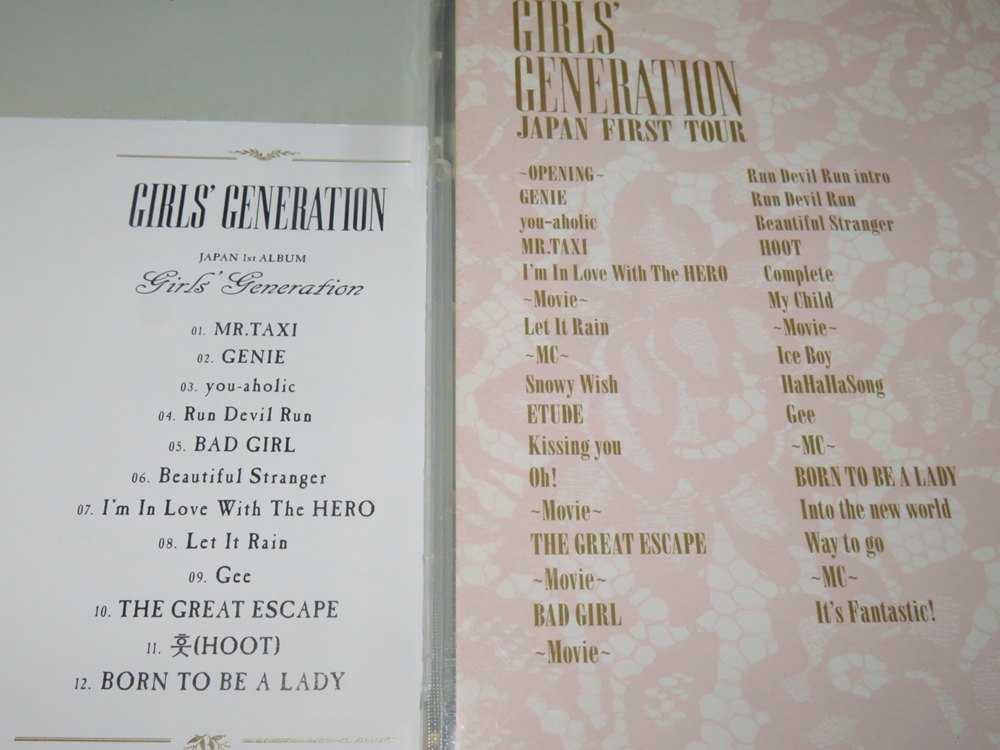 GIRLS' GENERATION
JAPAN 1st ALBUM
Girls' Generation
01. MR.TAXI
02. GENIE
03. you-aholic
04. Run Devil Run
05. BAD GIRL
06. Beautiful Stranger
07. I'm In Love With The HERO
08. Let It Rain
09. Gee
10. THE GREAT ESCAPE
11. 훗(HOOT)
12. BORN TO BE A LADY
GIRLS'
GENERATION
JAPAN FIRST TOUR
~OPENING~
GENIE
you-aholic
MR.TAXI
I'm In Love With The HERO
~Movie~
Let It Rain
~MC~
Snowy Wish
ETUDE
Kissing you
Oh!
~Movie~
THE GREAT ESCAPE
~Movie~
BAD GIRL
~Movie~
Run Devil Run intro
Run Devil Run
Beautiful Stranger
HOOT
Complete
My Child
~Movie~
Ice Boy
HaHaHaSong
Gee
~MC~
BORN TO BE A LADY
Into the new world
Way to go
~MC~
It's Fantastic!